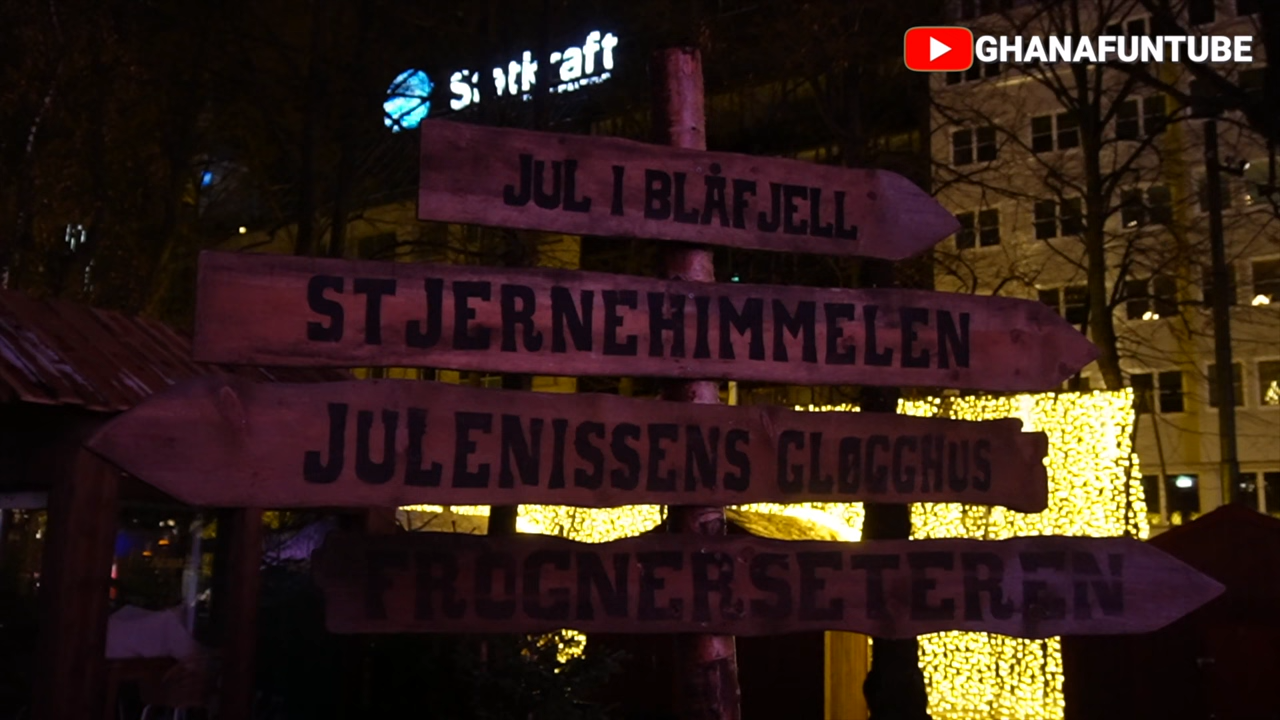 GHANAFUNTUBE
Statkraft
JUL I BLÅFJELL
STJERNEHIMMELEN
JULENISSENS GLØGGHUS
FROGNERSETEREN